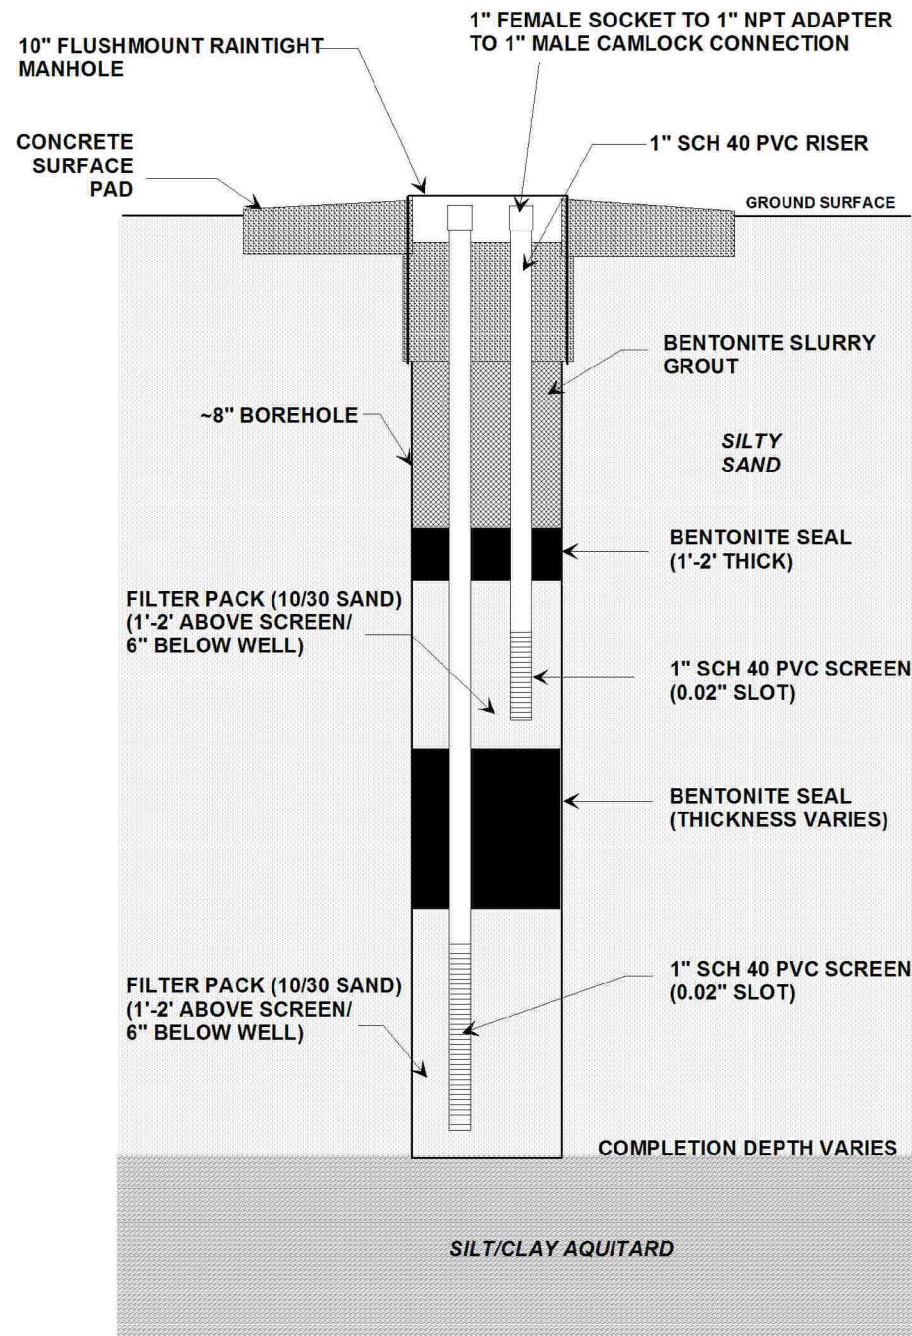 1" FEMALE SOCKET TO 1" NPT ADAPTER
TO 1" MALE CAMLOCK CONNECTION
10" FLUSHMOUNT RAINTIGHT
MANHOLE
CONCRETE
SURFACE
PAD
1" SCH 40 PVC RISER
GROUND SURFACE
BENTONITE SLURRY
GROUT
~8" BOREHOLE
SILTY
SAND
BENTONITE SEAL
(1'-2' THICK)
FILTER PACK (10/30 SAND)
(1'-2' ABOVE SCREEN/
6" BELOW WELL)
1" SCH 40 PVC SCREEN
(0.02" SLOT)
BENTONITE SEAL
(THICKNESS VARIES)
FILTER PACK (10/30 SAND)
(1'-2' ABOVE SCREEN/
6" BELOW WELL)
1" SCH 40 PVC SCREEN
(0.02" SLOT)
COMPLETION DEPTH VARIES
SILT/CLAY AQUITARD